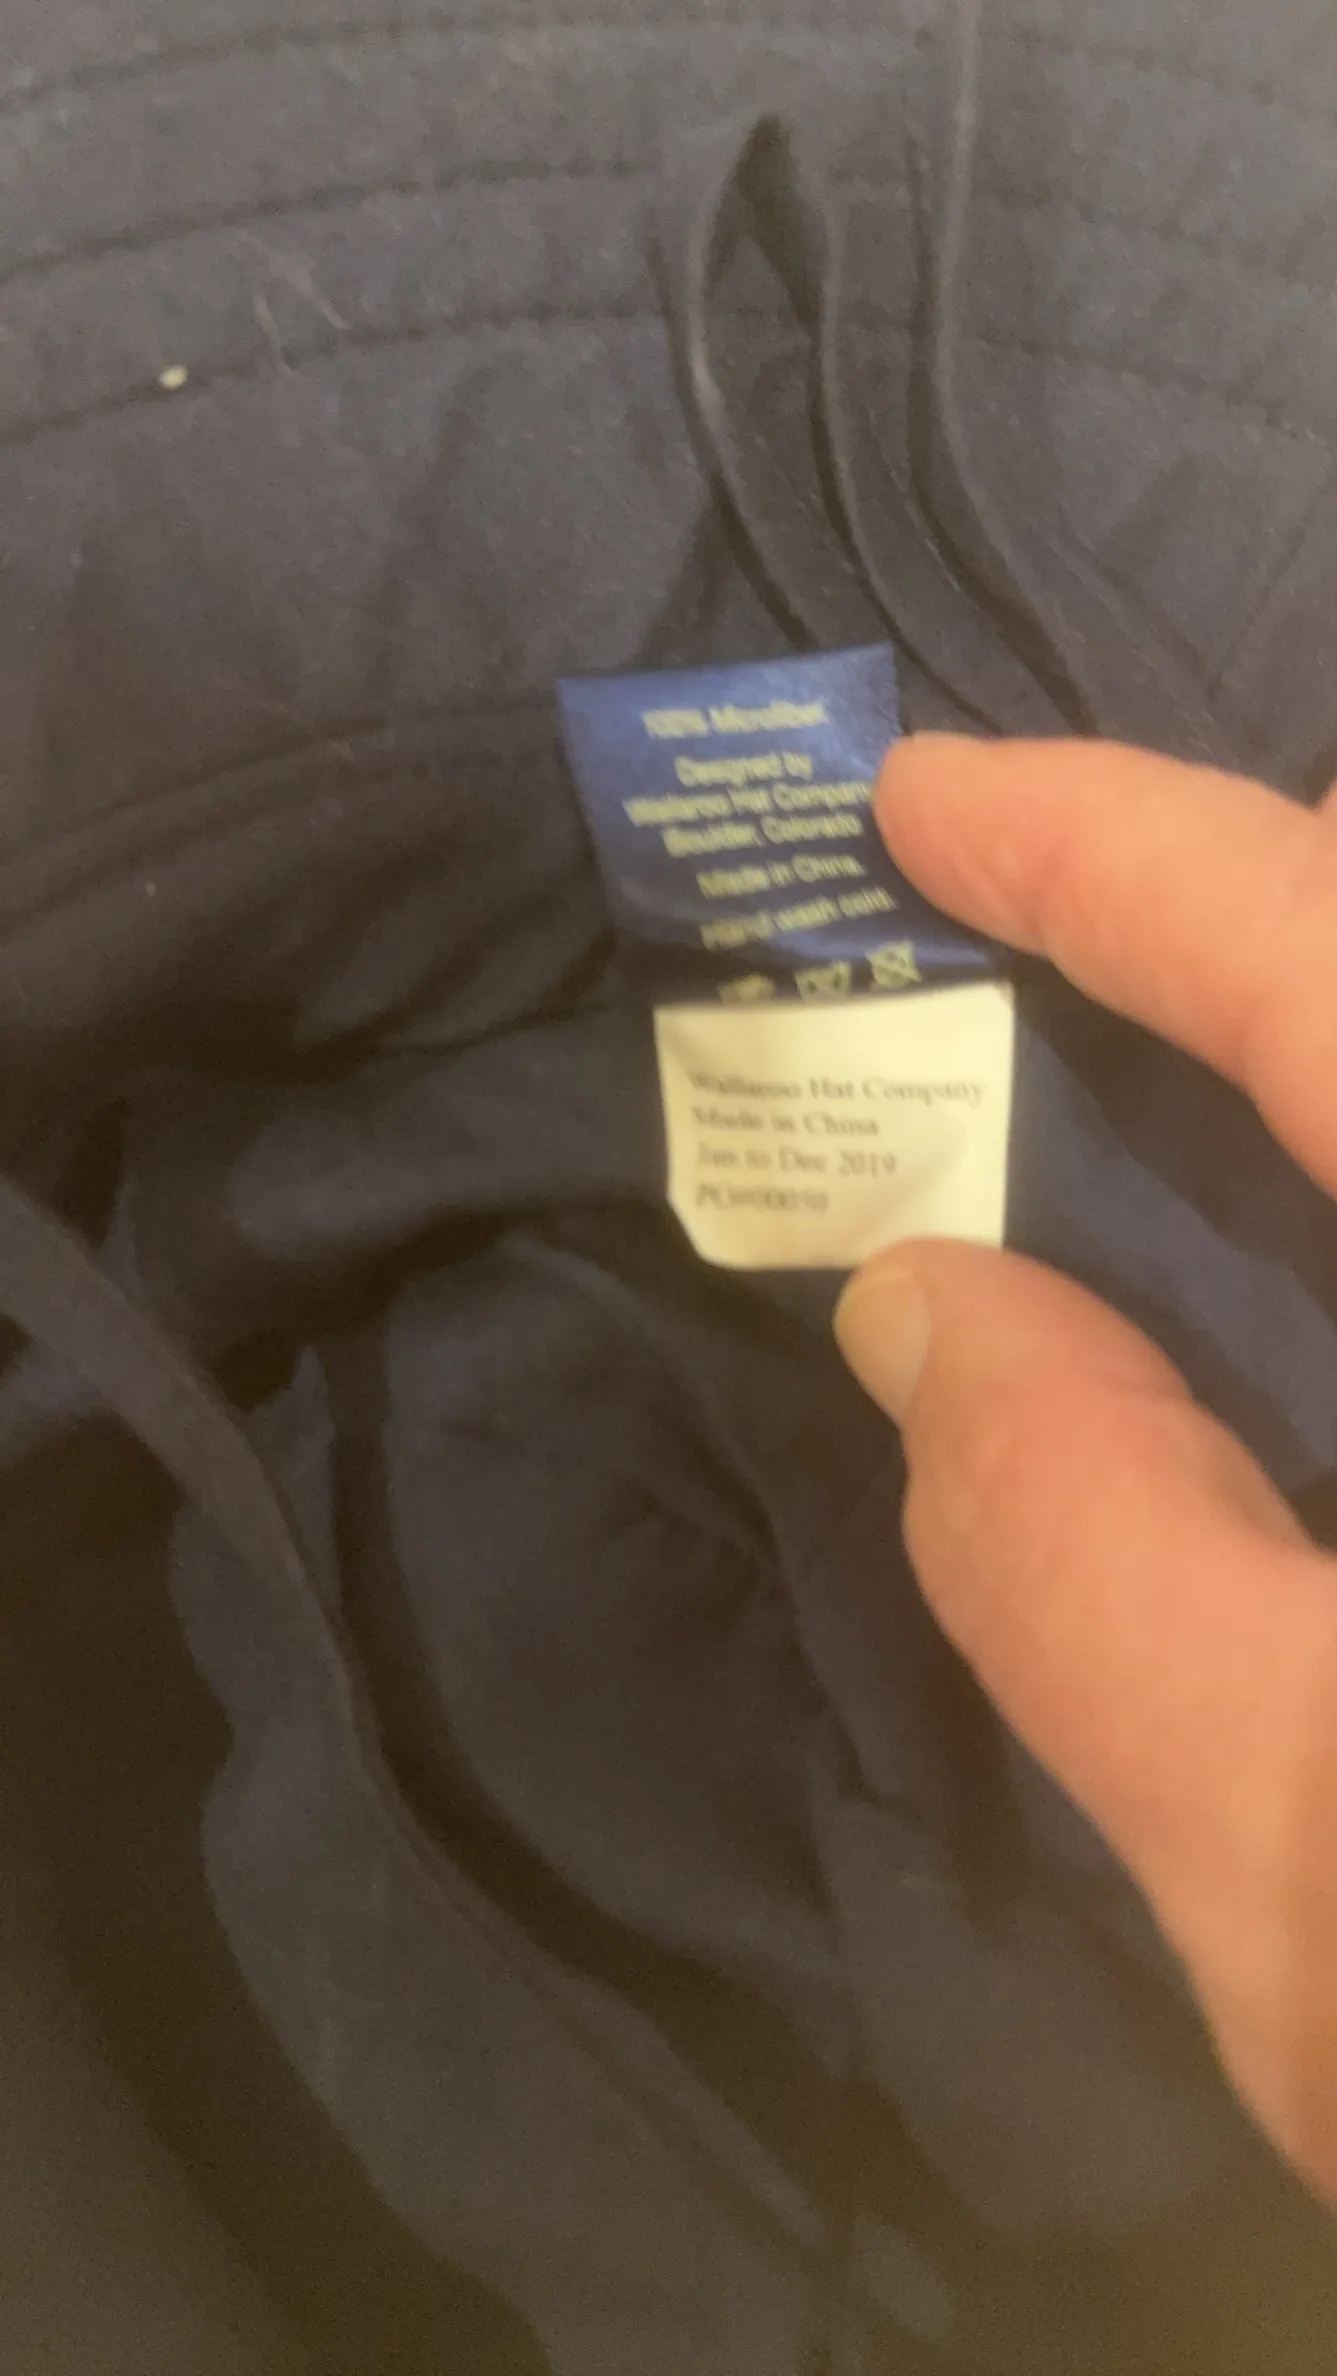 100% Microfiber
Designed by
Wallaroo Hat Company
Boulder, Colorado
Made in China.
Hand wash cold.
Wallaroo Hat Company
Made in China
Jan to Dec 2019